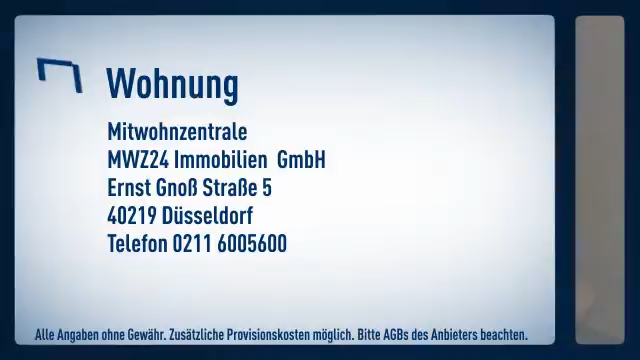 Wohnung
Mitwohnzentrale
MWZ24 Immobilien GmbH
Ernst Gnoß Straße 5
40219 Düsseldorf
Telefon 0211 6005600
Alle Angaben ohne Gewähr. Zusätzliche Provisionskosten möglich. Bitte AGBs des Anbieters beachten.